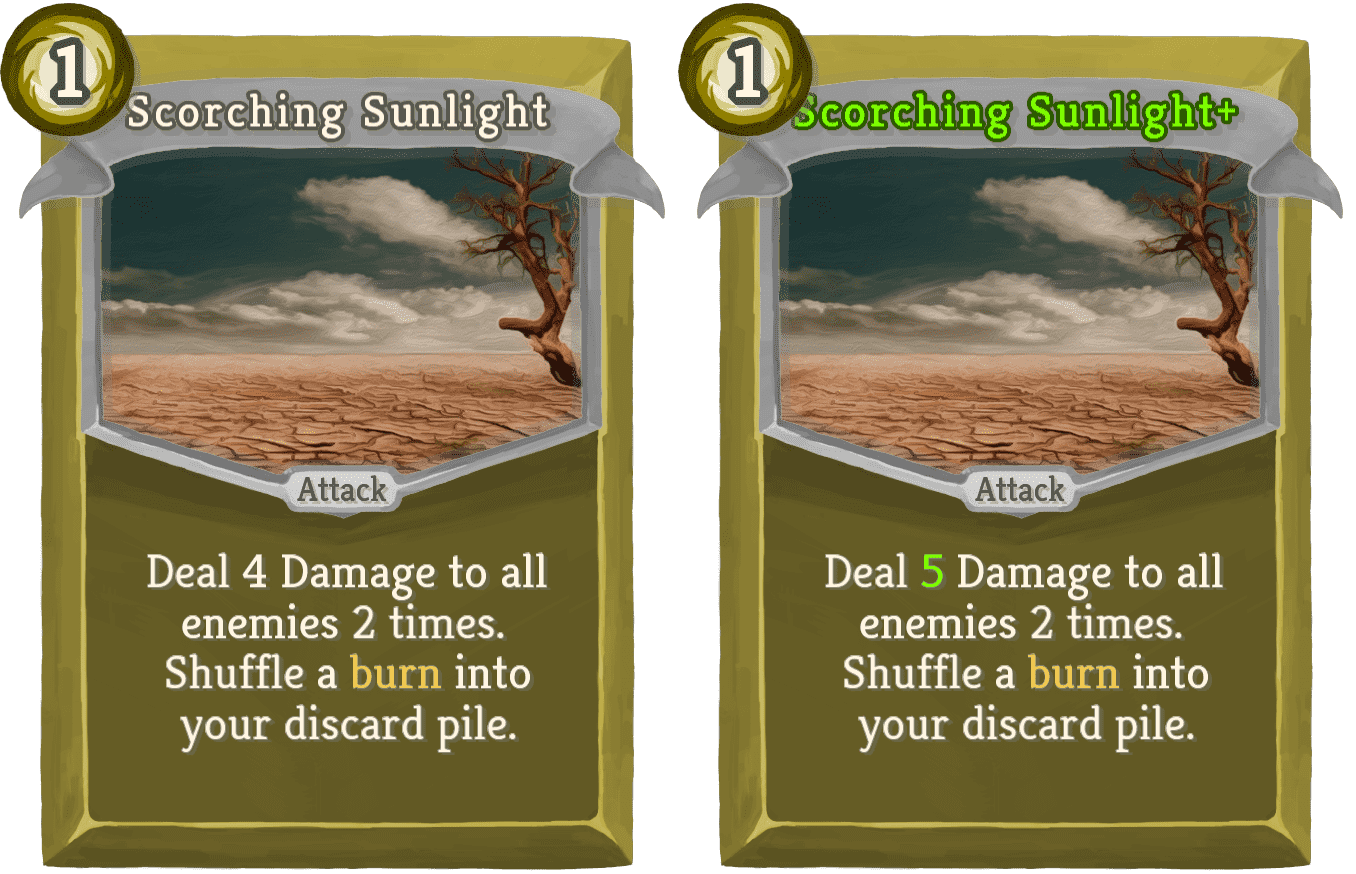 1
Scorching Sunlight
Attack
Deal 4 Damage to all
enemies 2 times.
Shuffle a burn into
your discard pile.
1
Scorching Sunlight+
Attack
Deal 5 Damage to all
enemies 2 times.
Shuffle a burn into
your discard pile.